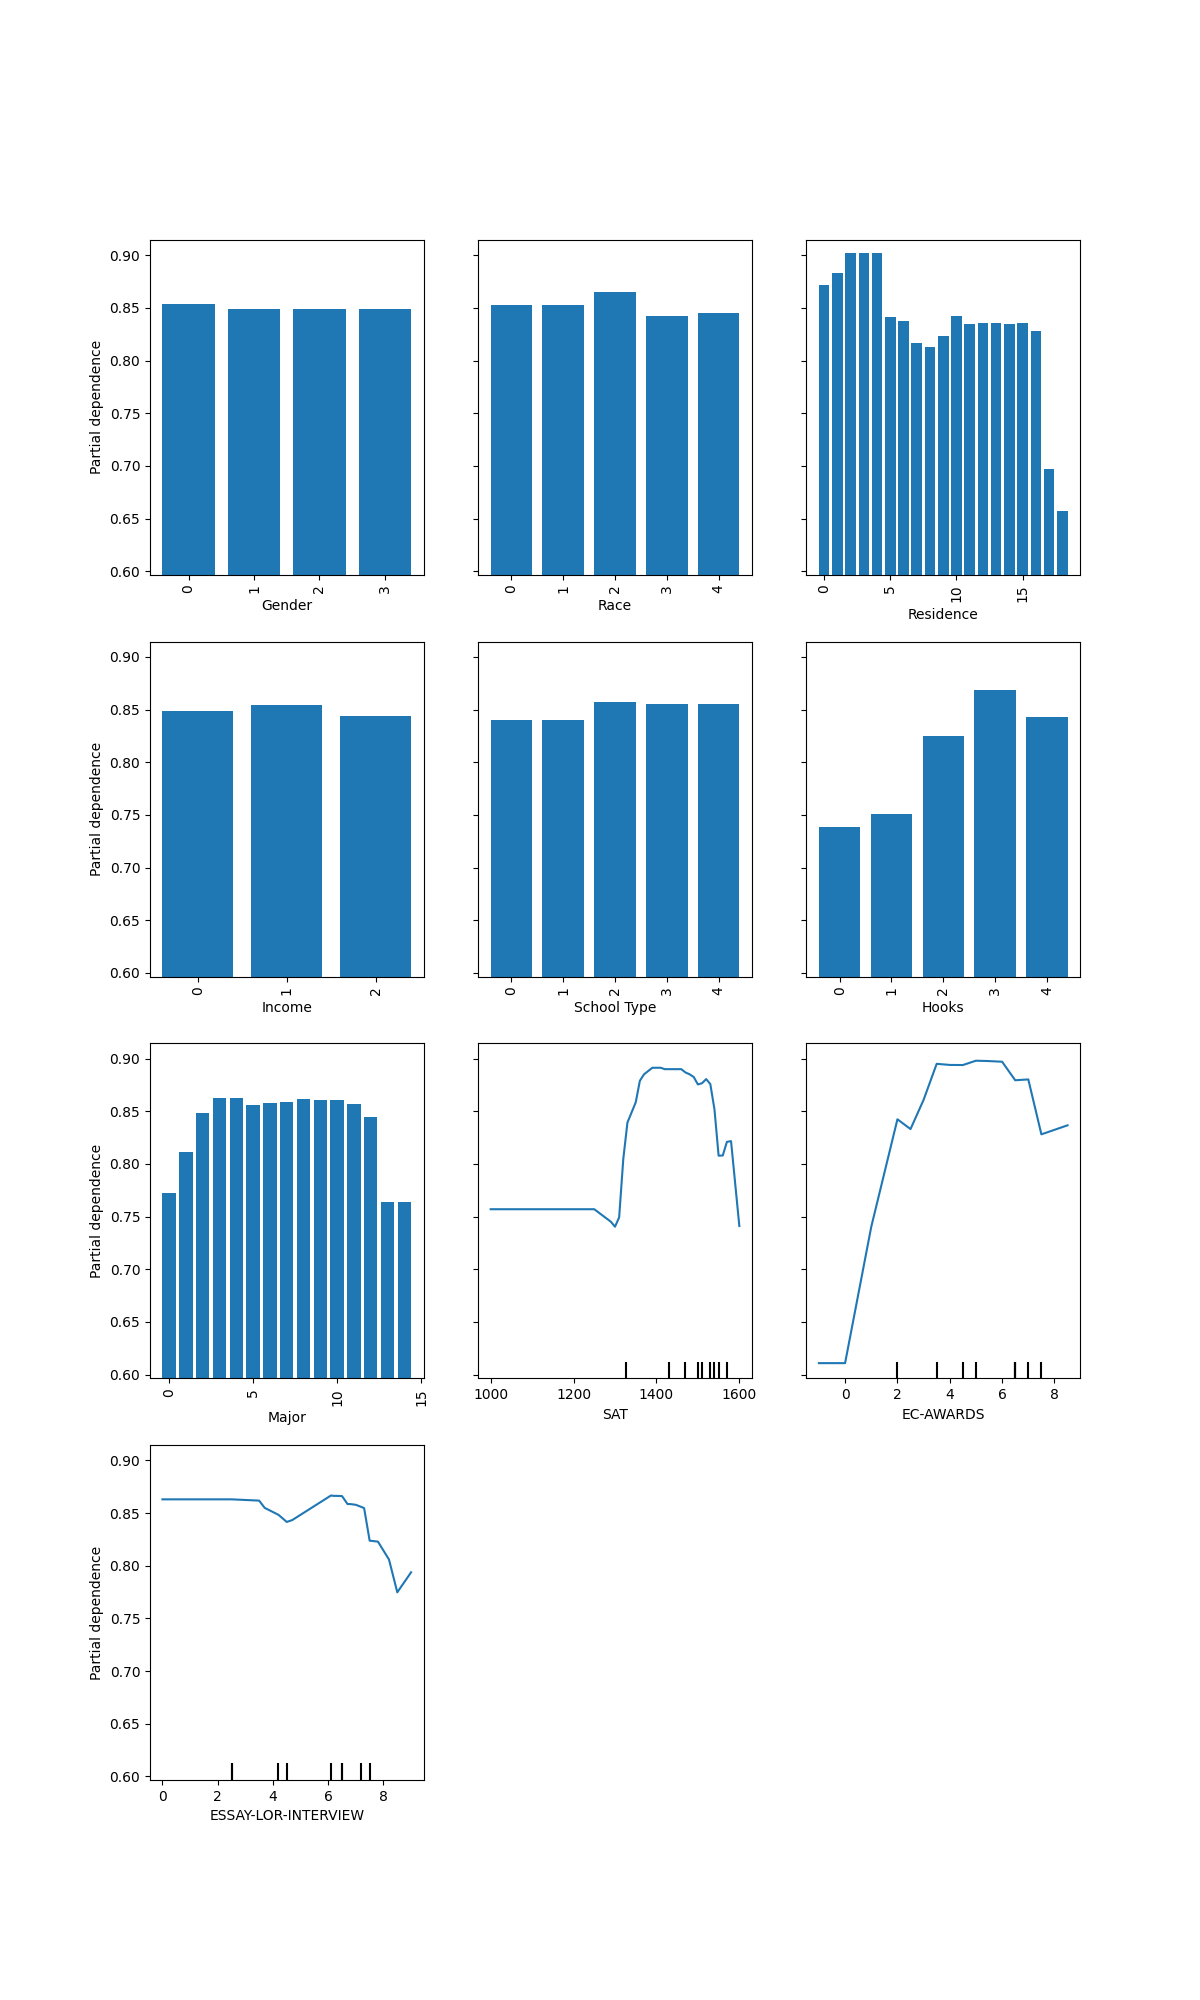 Partial dependence
0.90
0.85
0.80
0.75
0.70
0.65
0.60
0 1 2 3
Gender
0 1 2 3 4
Race
0 5 10 15
Residence
Partial dependence
0.90
0.85
0.80
0.75
0.70
0.65
0.60
0 1 2
Income
0 1 2 3 4
School Type
0 1 2 3 4
Hooks
Partial dependence
0.90
0.85
0.80
0.75
0.70
0.65
0.60
0 5 10 15
Major
1000 1200 1400 1600
SAT
0 2 4 6 8
EC-AWARDS
Partial dependence
0.90
0.85
0.80
0.75
0.70
0.65
0.60
0 2 4 6 8
ESSAY-LOR-INTERVIEW